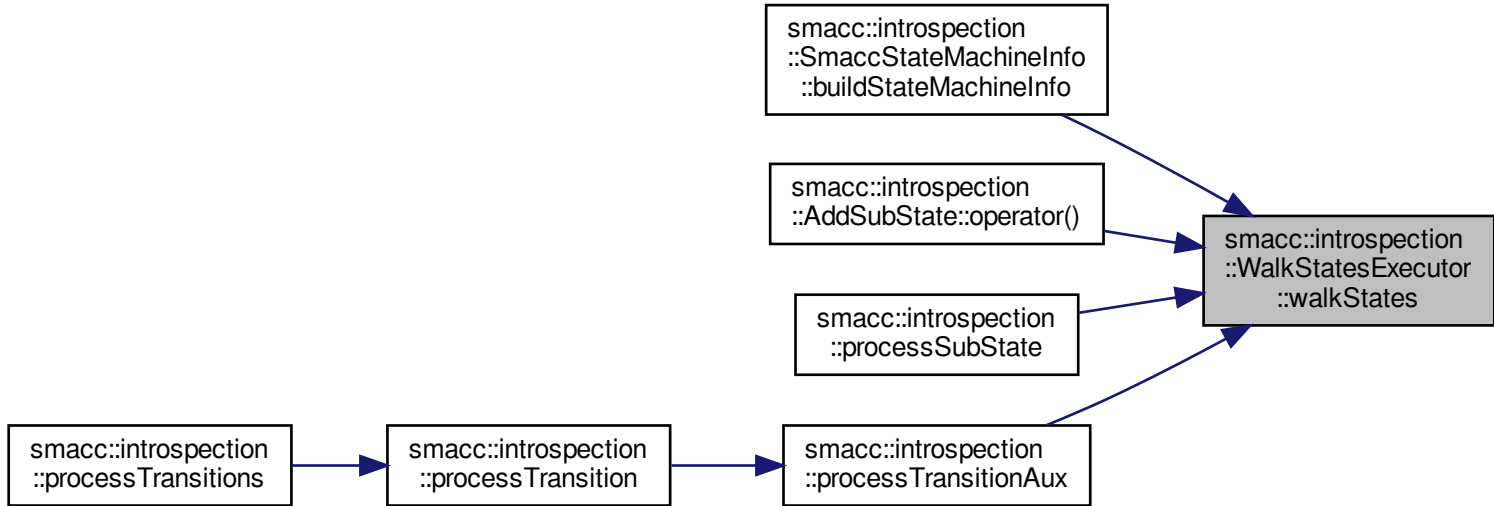 smacc::introspection
::SmaccStateMachineInfo
::buildStateMachineInfo
smacc::introspection
::AddSubState::operator()
smacc::introspection
::WalkStatesExecutor
::walkStates
smacc::introspection
::processSubState
smacc::introspection
::processTransitions
smacc::introspection
::processTransition
smacc::introspection
::processTransitionAux